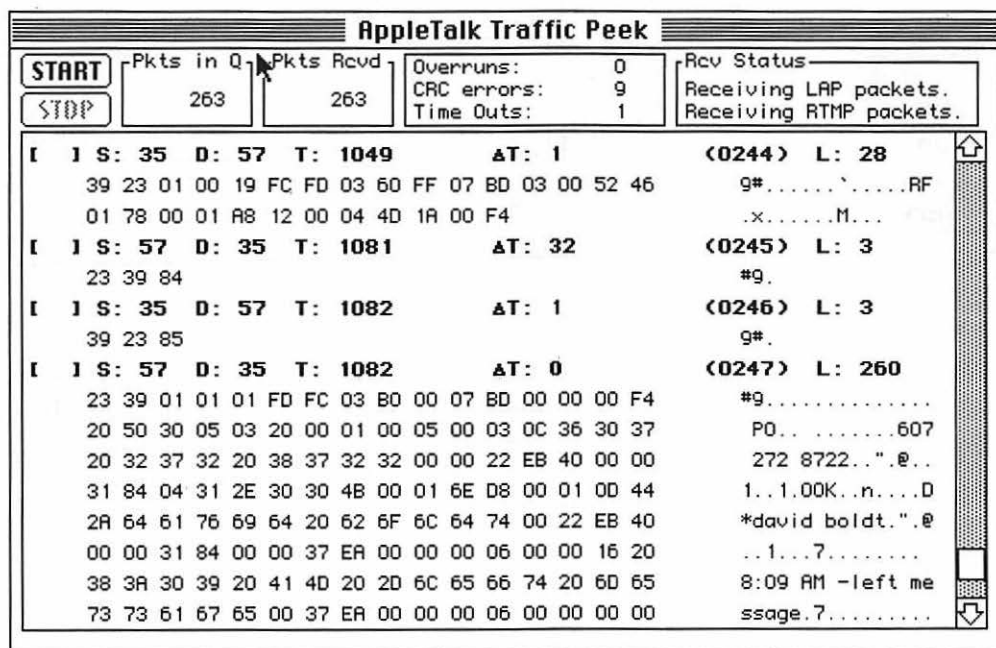 AppleTalk Traffic Peek
START
STOP
Pkts in Q
263
Pkts Rcvd
263
Overruns: 0
CRC errors: 9
Time Outs: 1
Rcv Status
Receiving LAP packets.
Receiving RTMP packets.
[ ] S: 35 D: 57 T: 1049 ΔT: 1 (0244) L: 28
39 23 01 00 19 FC FD 03 60 FF 07 BD 03 00 52 46 9#......`.....RF
01 78 00 01 A8 12 00 04 4D 1A 00 F4 .x......M...
[ ] S: 57 D: 35 T: 1081 ΔT: 32 (0245) L: 3
23 39 84 #9.
[ ] S: 35 D: 57 T: 1082 ΔT: 1 (0246) L: 3
39 23 85 9#.
[ ] S: 57 D: 35 T: 1082 ΔT: 0 (0247) L: 260
23 39 01 01 01 FD FC 03 B0 00 07 BD 00 00 00 F4 #9..............
20 50 30 05 03 20 00 01 00 05 00 03 0C 36 30 37 P0.. .......607
20 32 37 32 20 38 37 32 32 00 00 22 EB 40 00 00 272 8722..".@..
31 84 04 31 2E 30 30 4B 00 01 6E D8 00 01 0D 44 1..1.00K..n....D
2A 64 61 76 69 64 20 62 6F 6C 64 74 00 22 EB 40 *david boldt.".@
00 00 31 84 00 00 37 EA 00 00 00 06 00 00 16 20 ..1...7........
38 3A 30 39 20 41 4D 20 2D 6C 65 66 74 20 6D 65 8:09 AM -left me
73 73 61 67 65 00 37 EA 00 00 00 06 00 00 00 00 ssage.7.........